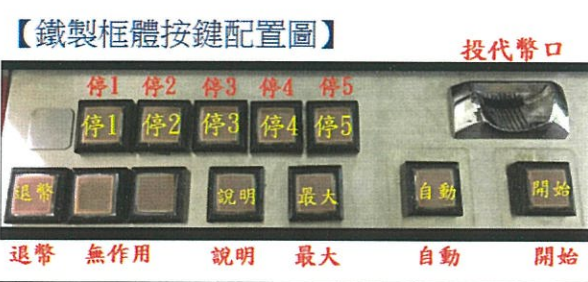 【鐵製框體按鍵配置圖】
投代幣口
停1 停2 停3 停4 停5
停1 停2 停3 停4 停5
退幣 說明 最大 自動 開始
退幣 無作用 說明 最大 自動 開始